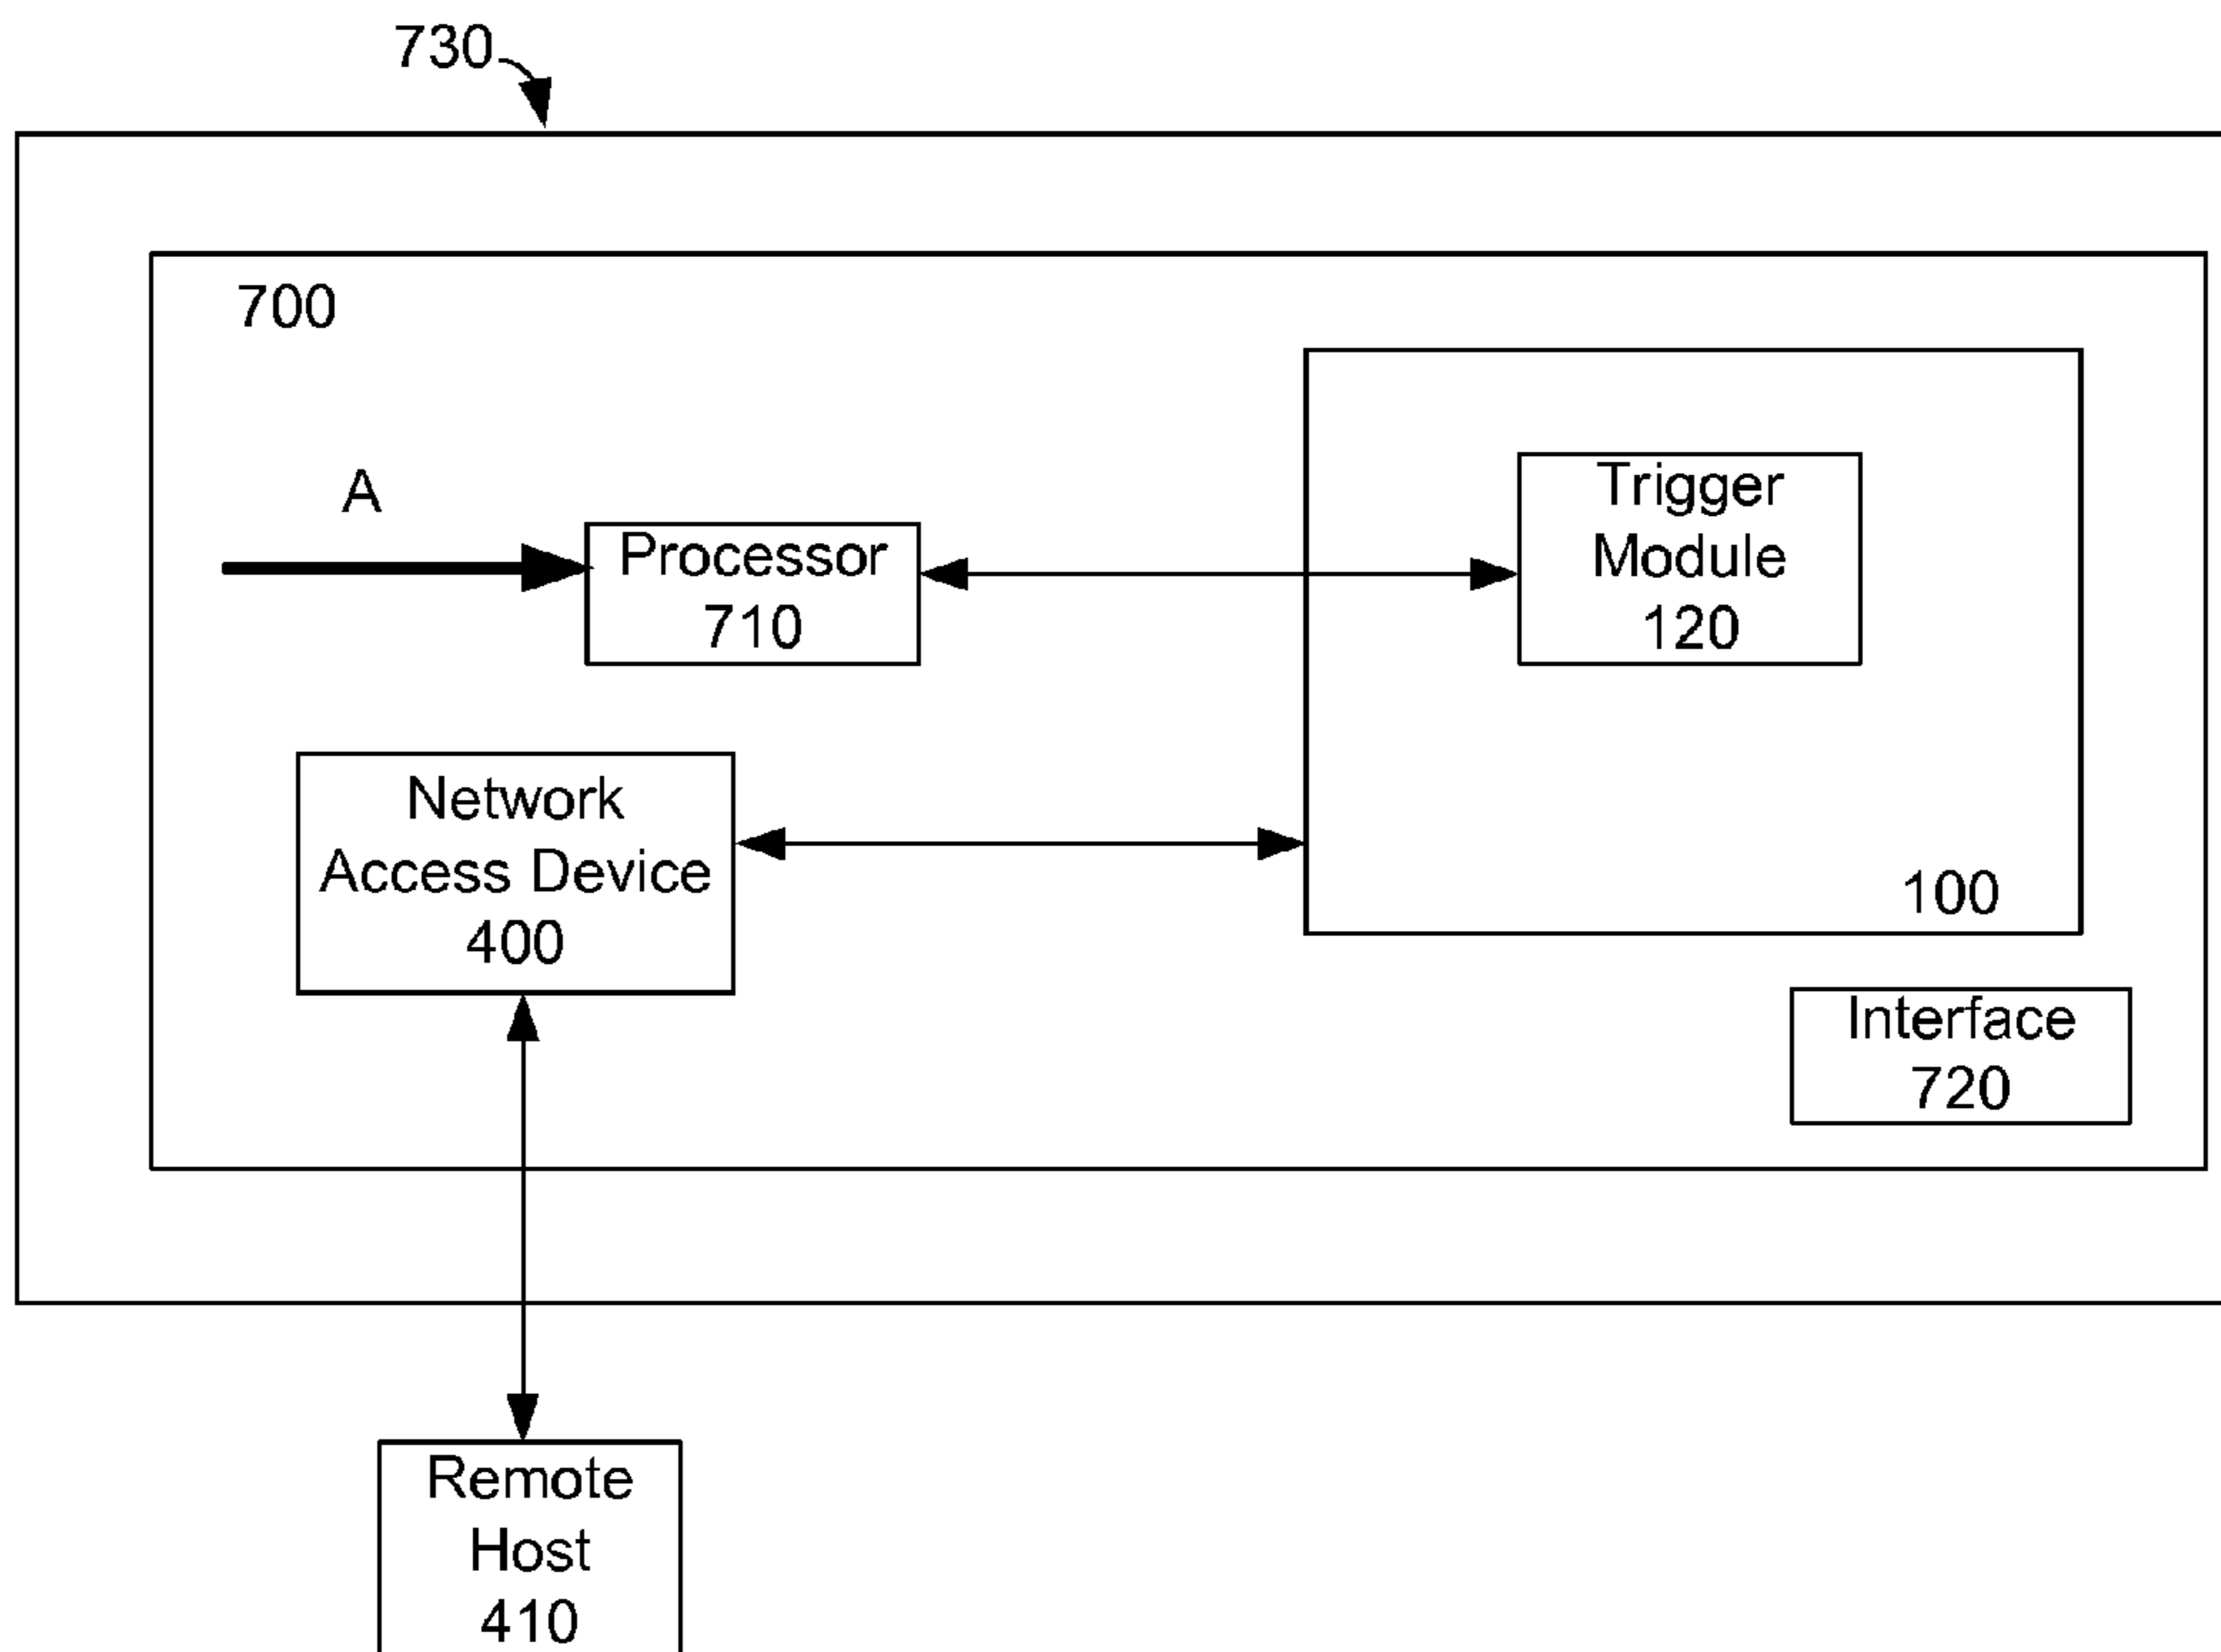 730
700
A
Processor
710
Trigger
Module
120
Network
Access Device
400
100
Interface
720
Remote
Host
410